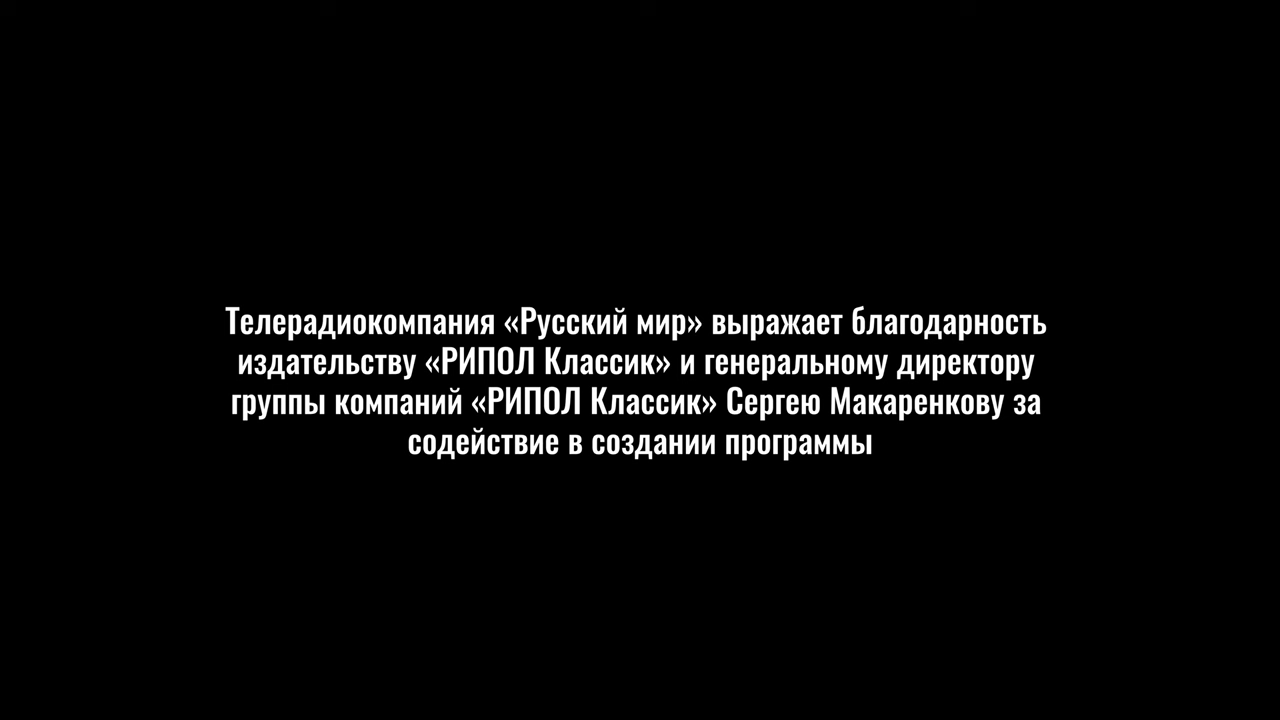 Телерадиокомпания «Русский мир» выражает благодарность
издательству «РИПОЛ Классик» и генеральному директору
группы компаний «РИПОЛ Классик» Сергею Макаренкову за
содействие в создании программы